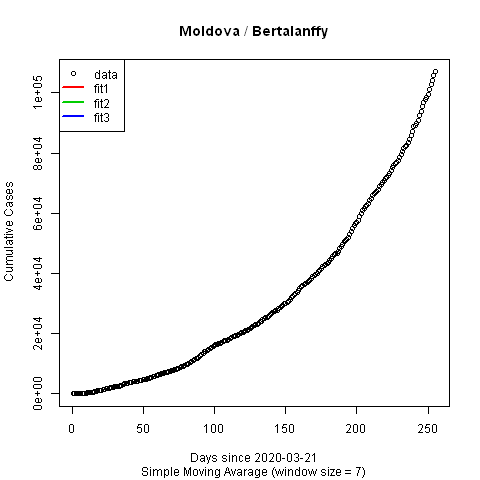 Moldova / Bertalanffy
data
fit1
fit2
fit3
Cumulative Cases
1e+05
8e+04
6e+04
4e+04
2e+04
0e+00
0 50 100 150 200 250
Days since 2020-03-21
Simple Moving Avarage (window size = 7)